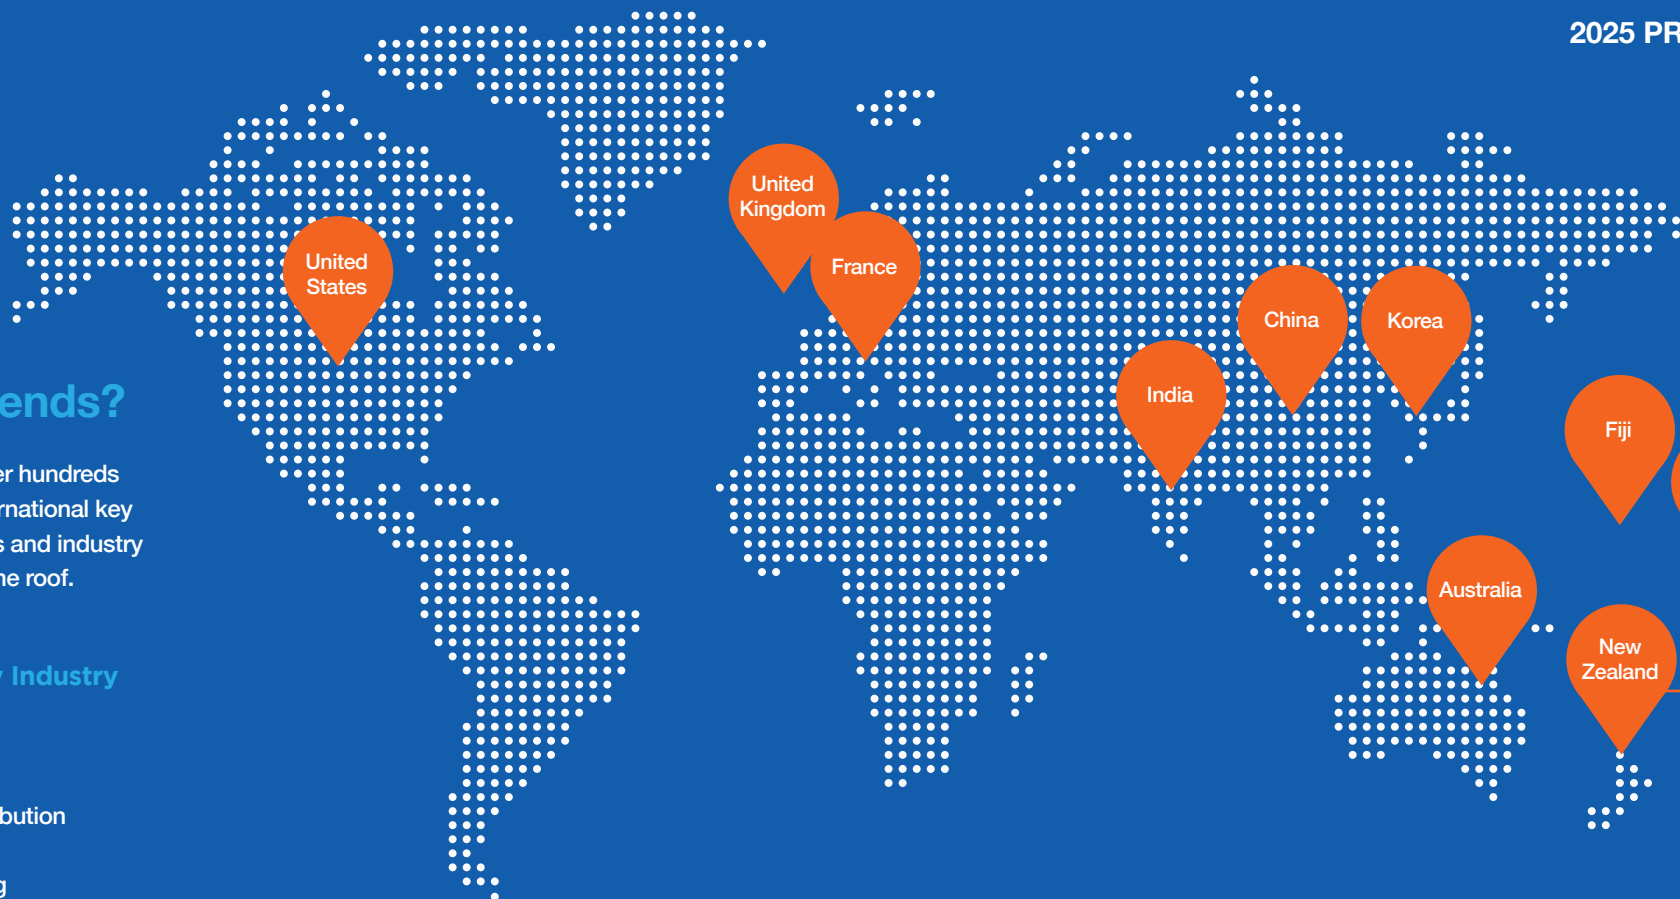 2025 PR
United
Kingdom
France
United
States
China
Korea
India
Fiji
Australia
New
Zealand
ends?
er hundreds
rnational key
s and industry
ne roof.
y Industry
bution
g